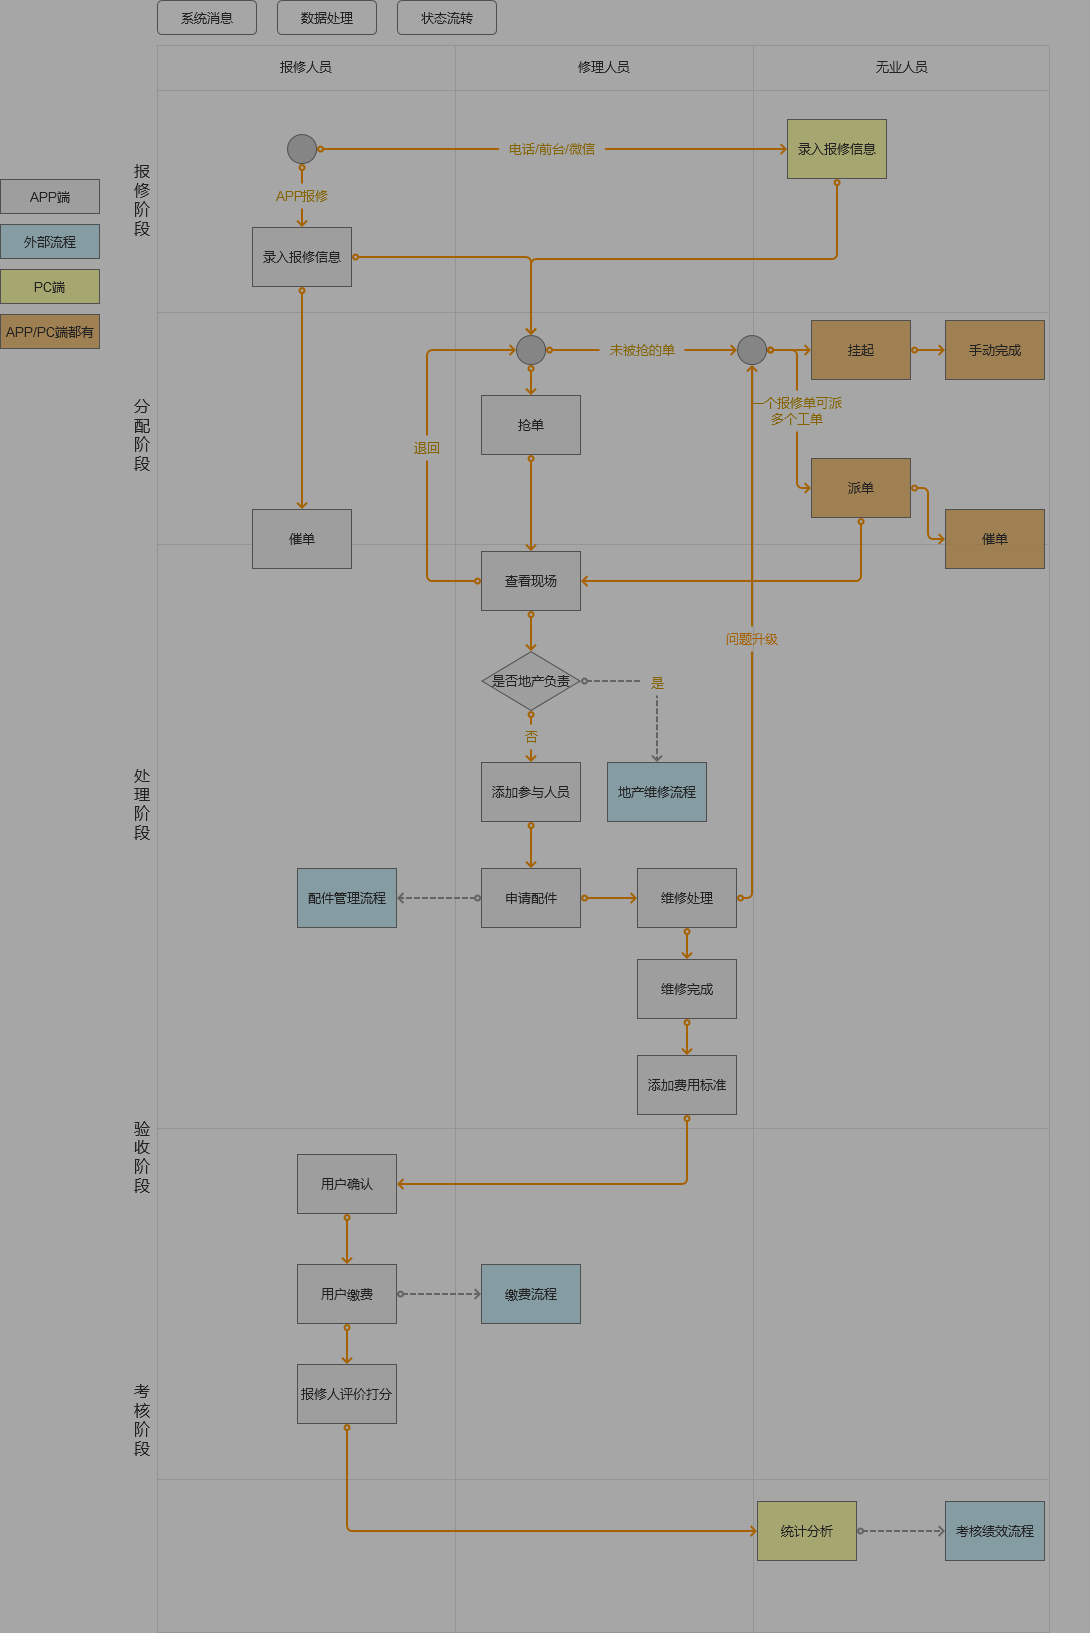 系统消息
数据处理
状态流转
报修人员
修理人员
无业人员
报修阶段
APP端
外部流程
PC端
APP/PC端都有
电话/前台/微信
录入报修信息
APP报修
录入报修信息
分配阶段
未被抢的单
挂起
手动完成
一个报修单可派
多个工单
抢单
退回
派单
催单
催单
处理阶段
查看现场
问题升级
是否地产负责
是
否
添加参与人员
地产维修流程
配件管理流程
申请配件
维修处理
维修完成
添加费用标准
验收阶段
用户确认
用户缴费
缴费流程
考核阶段
报修人评价打分
统计分析
考核绩效流程